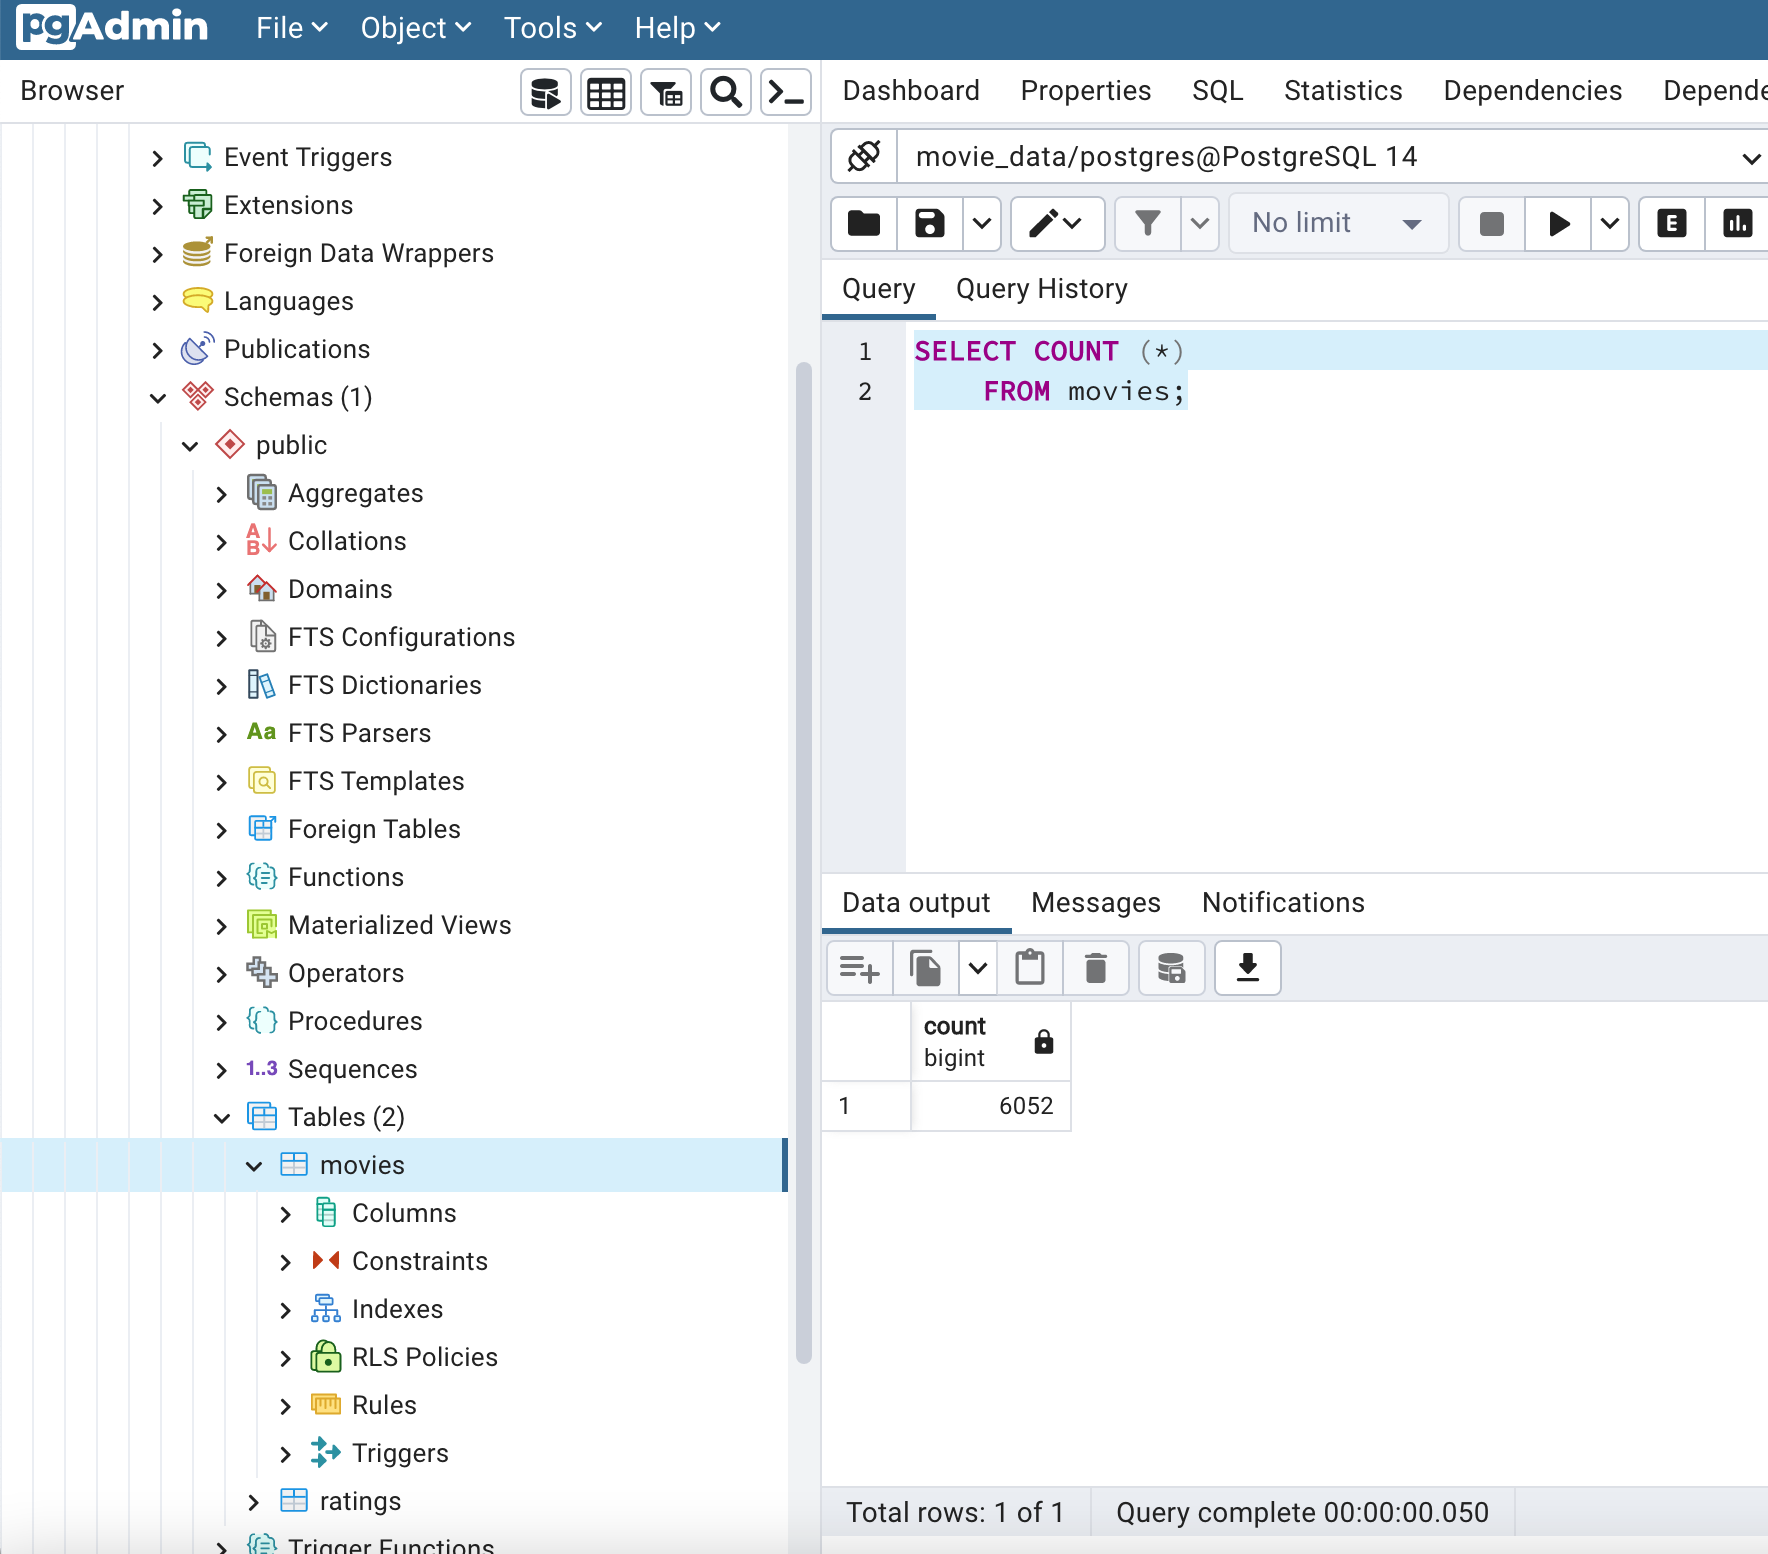 pgAdmin File Object Tools Help
Browser
Dashboard Properties SQL Statistics Dependencies
movie_data/postgres@PostgreSQL 14
No limit
E
Query Query History
1 SELECT COUNT (*)
2 FROM movies;
Event Triggers
Extensions
Foreign Data Wrappers
Languages
Publications
Schemas (1)
public
Aggregates
AB Collations
Domains
FTS Configurations
FTS Dictionaries
Aa FTS Parsers
FTS Templates
Foreign Tables
Functions
Materialized Views
Operators
Procedures
1..3 Sequences
Tables (2)
movies
Columns
Constraints
Indexes
RLS Policies
Rules
Triggers
ratings
Trigger Functions
Data output Messages Notifications
count
bigint
1 6052
Total rows: 1 of 1 Query complete 00:00:00.050